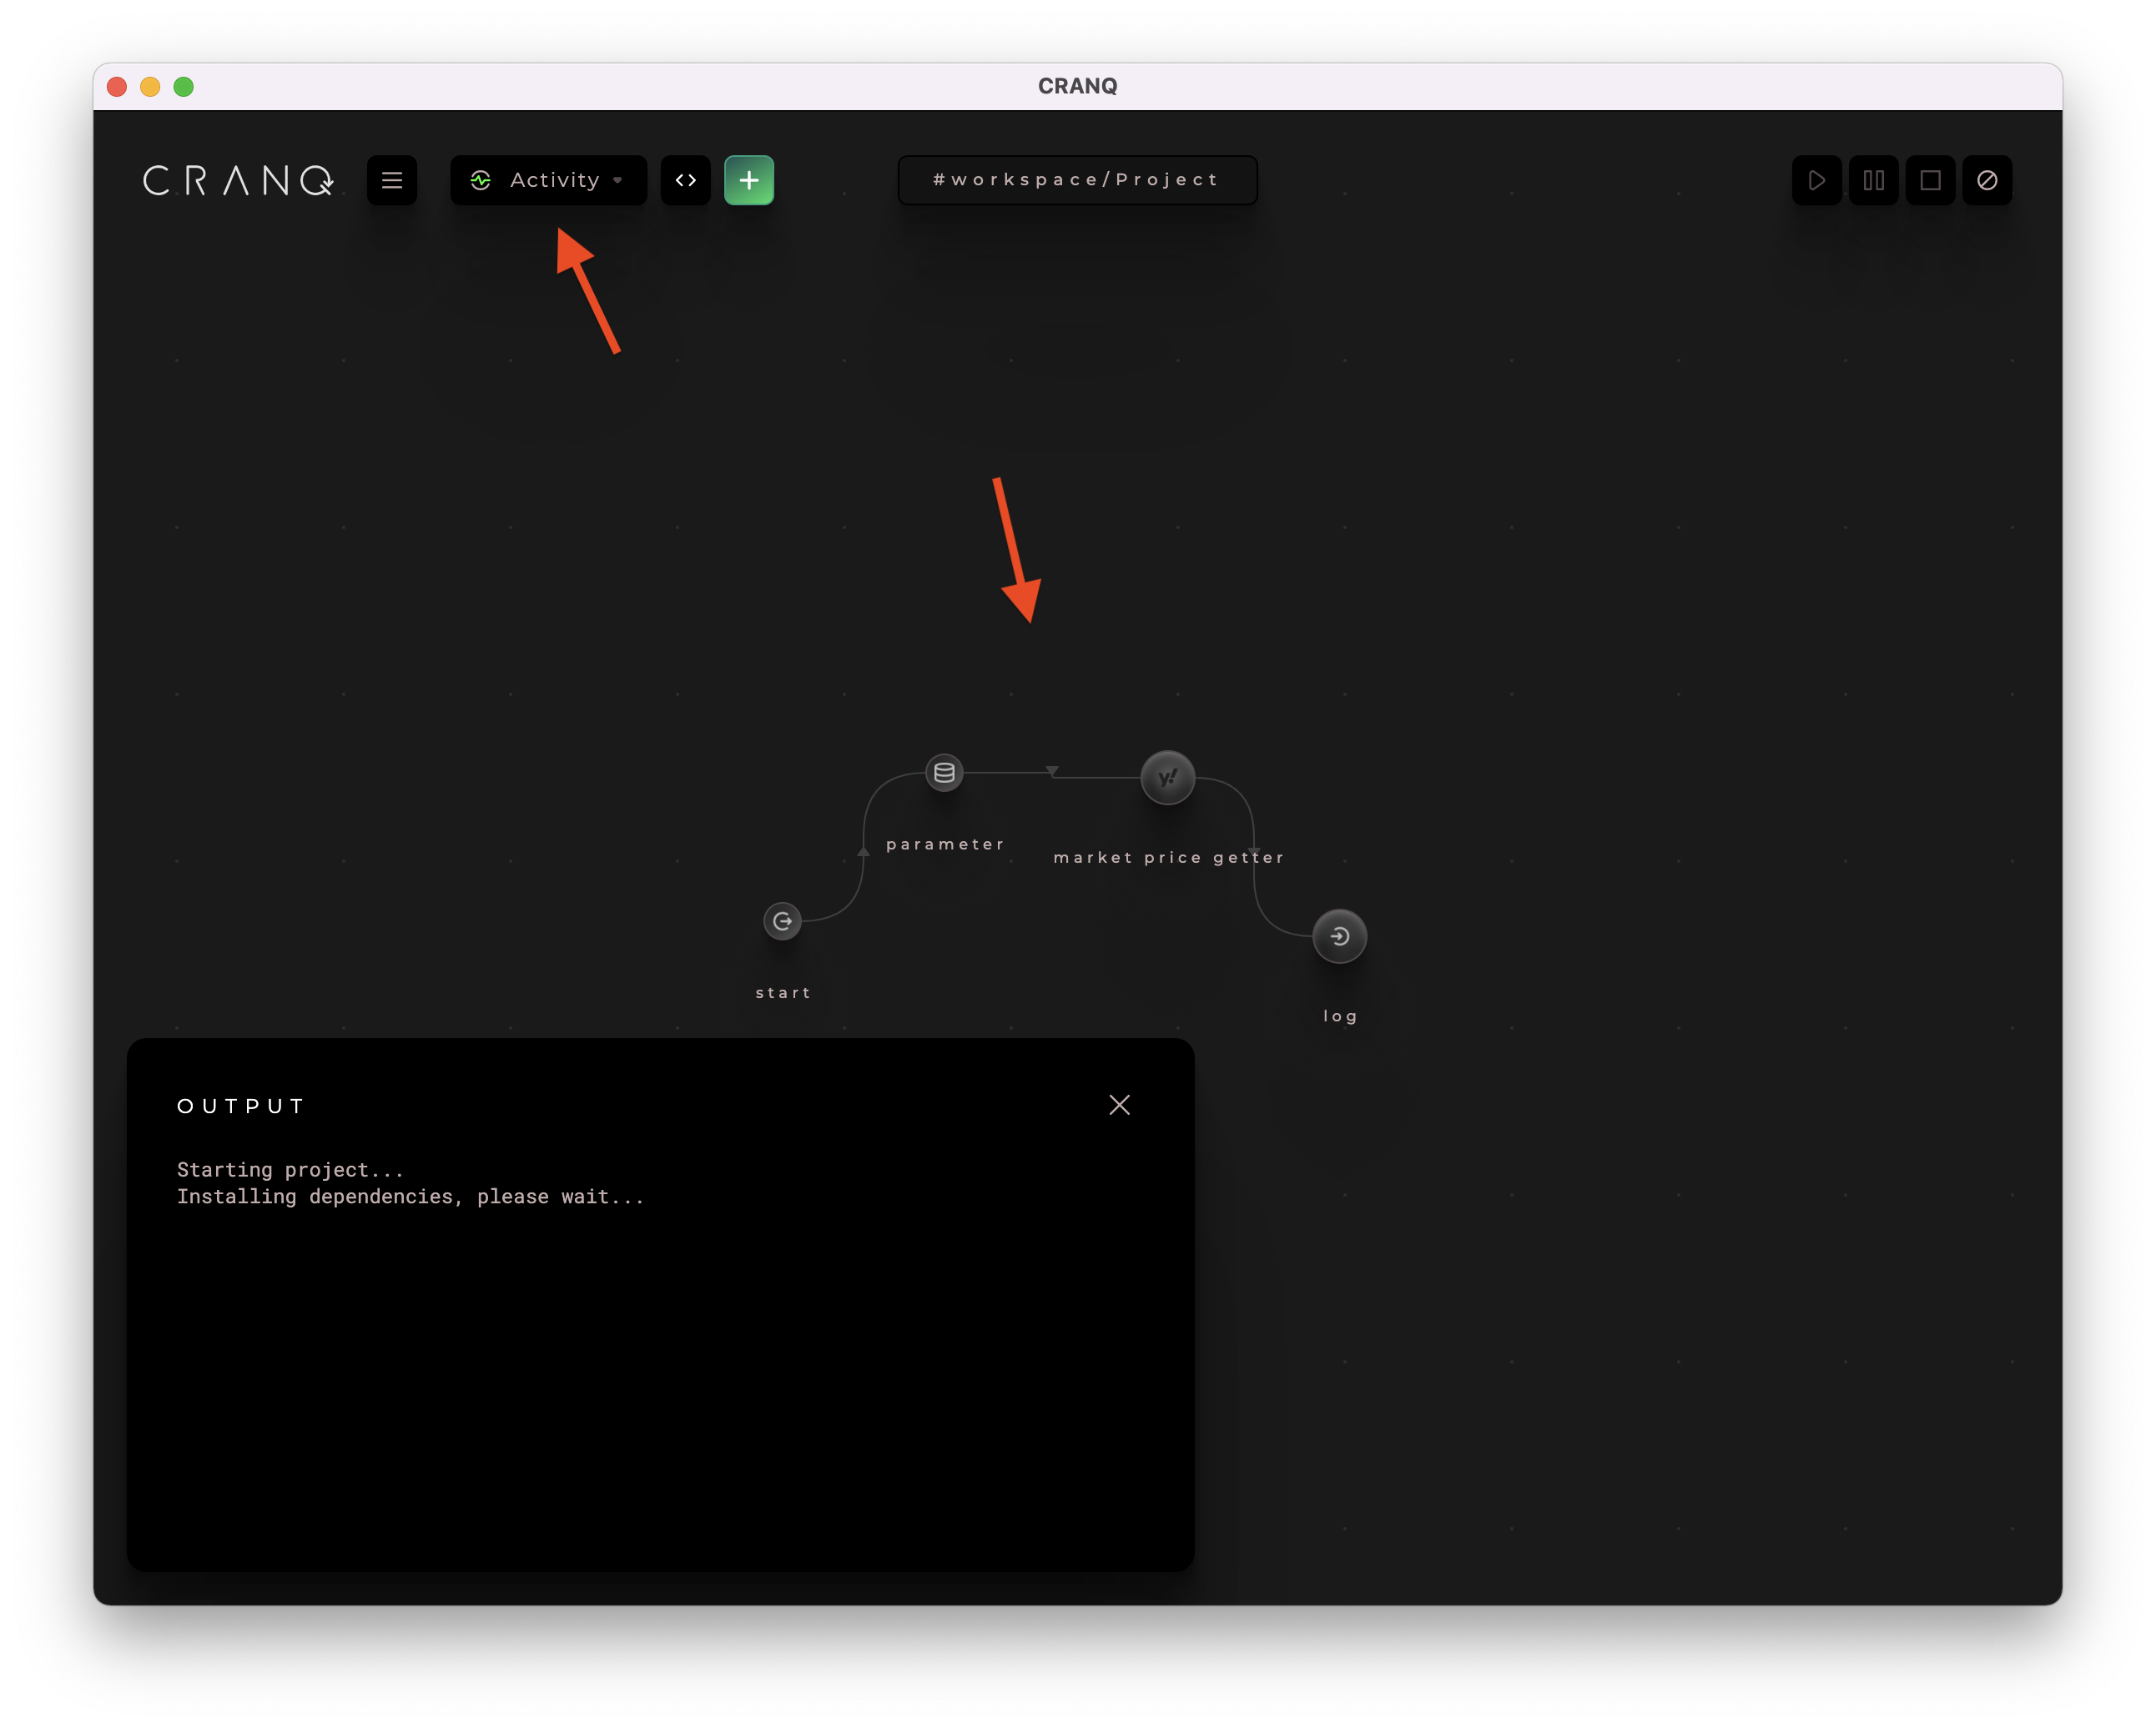 CRANQ
CRANQ
Activity
#workspace/Project
parameter
y!
market price getter
start
log
OUTPUT
Starting project...
Installing dependencies, please wait...